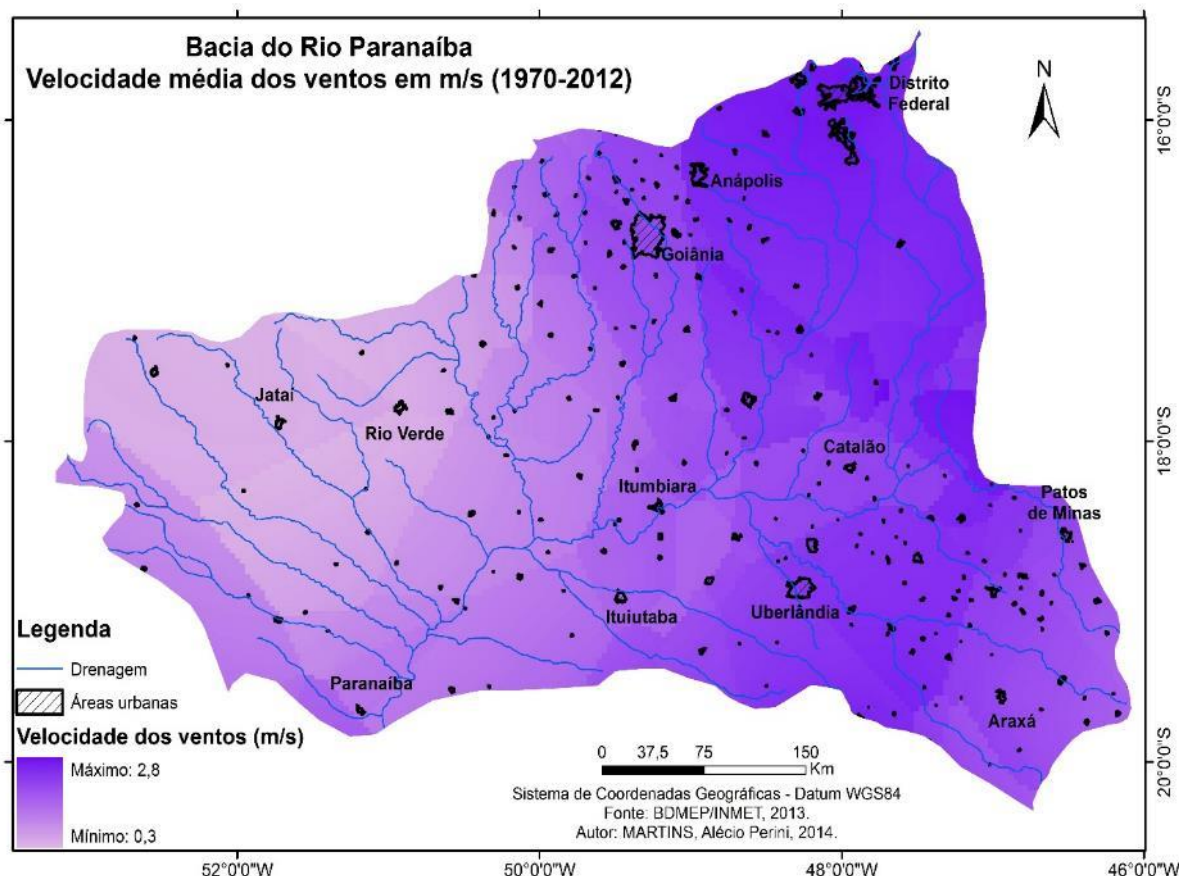 Bacia do Rio Paranaíba
Velocidade média dos ventos em m/s (1970-2012)
N
Distrito
Federal
16°0'0"S
Anápolis
Goiânia
Jataí
Rio Verde
Catalão
18°0'0"S
Itumbiara
Patos
de Minas
Ituiutaba
Uberlândia
Paranaíba
Araxá
20°0'0"S
Legenda
Drenagem
Áreas urbanas
Velocidade dos ventos (m/s)
Máximo: 2,8
Mínimo: 0,3
0 37,5 75 150
Km
Sistema de Coordenadas Geográficas - Datum WGS84
Fonte: BDMEP/INMET, 2013.
Autor: MARTINS, Alécio Perini, 2014.
52°0'0"W 50°0'0"W 48°0'0"W 46°0'0"W